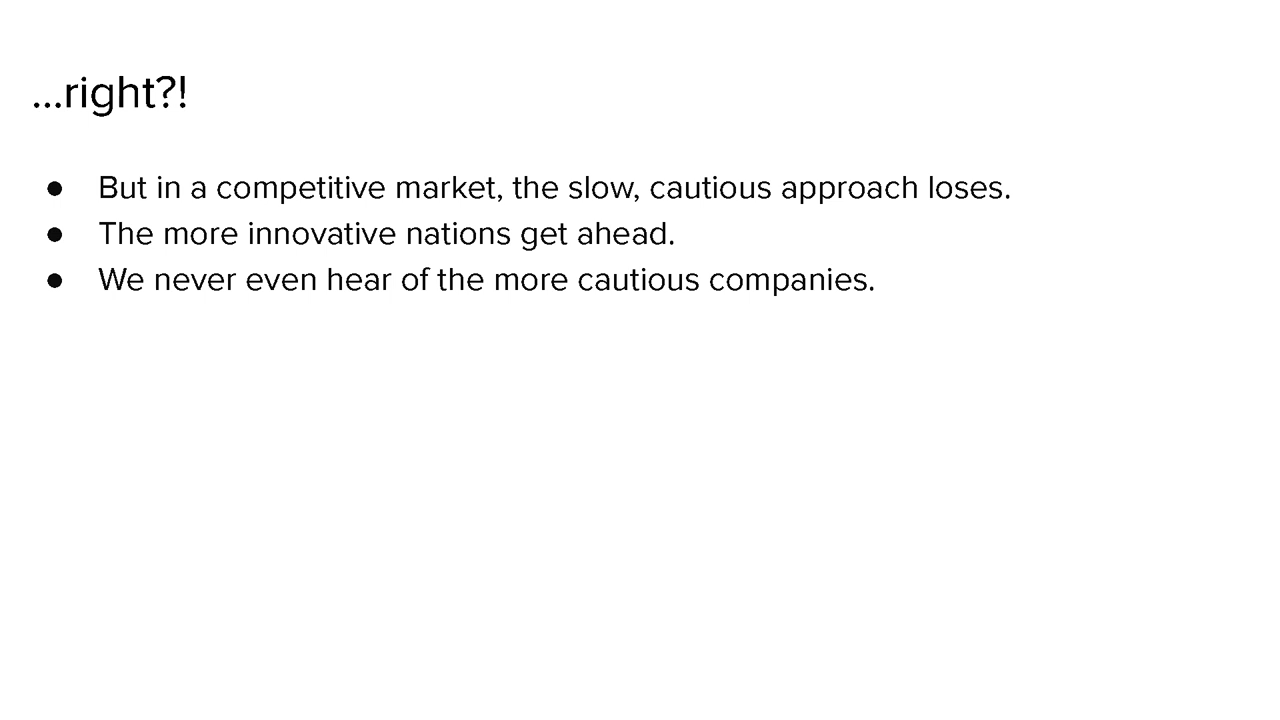 ...right?!
● But in a competitive market, the slow, cautious approach loses.
● The more innovative nations get ahead.
● We never even hear of the more cautious companies.